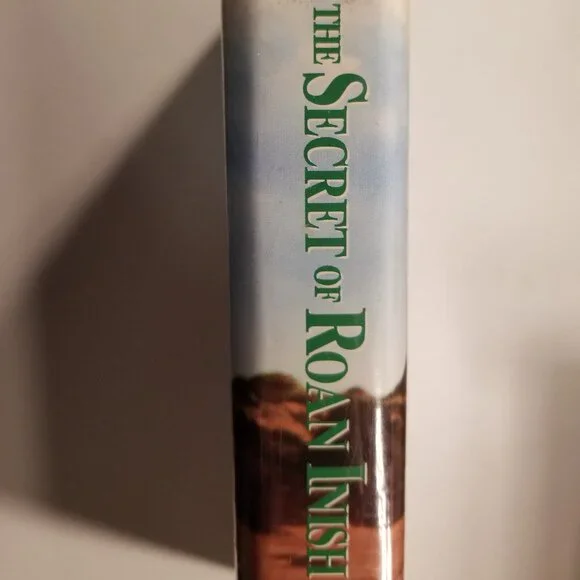 THE SECRET OF ROAN INISH